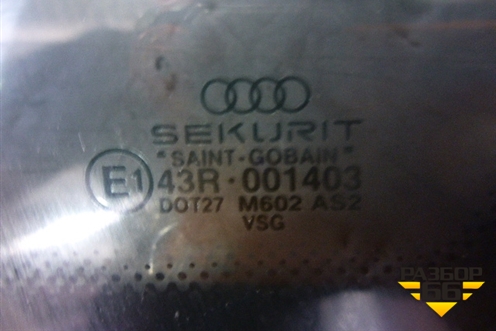 SEKURIT
"SAINT-GOBAIN"
E1 43R-001403
DOT27 M602 AS2
VSG
РАЗБОР
66